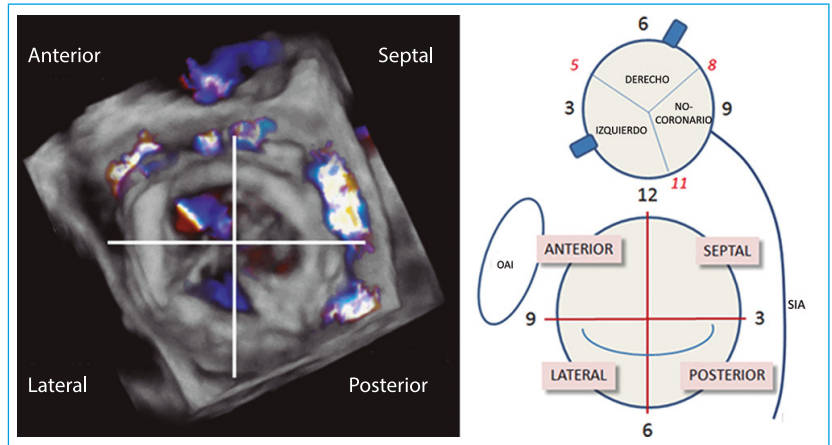 Anterior
Septal
Lateral
Posterior
6
5
8
DERECHO
3
NO-
CORONARIO
9
IZQUIERDO
11
12
OAI
ANTERIOR
SEPTAL
SIA
9
3
LATERAL
POSTERIOR
6